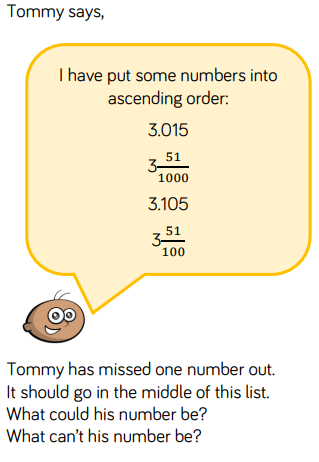 Tommy says,
I have put some numbers into
ascending order:
3.015
3 51/1000
3.105
3 51/100
Tommy has missed one number out.
It should go in the middle of this list.
What could his number be?
What can't his number be?